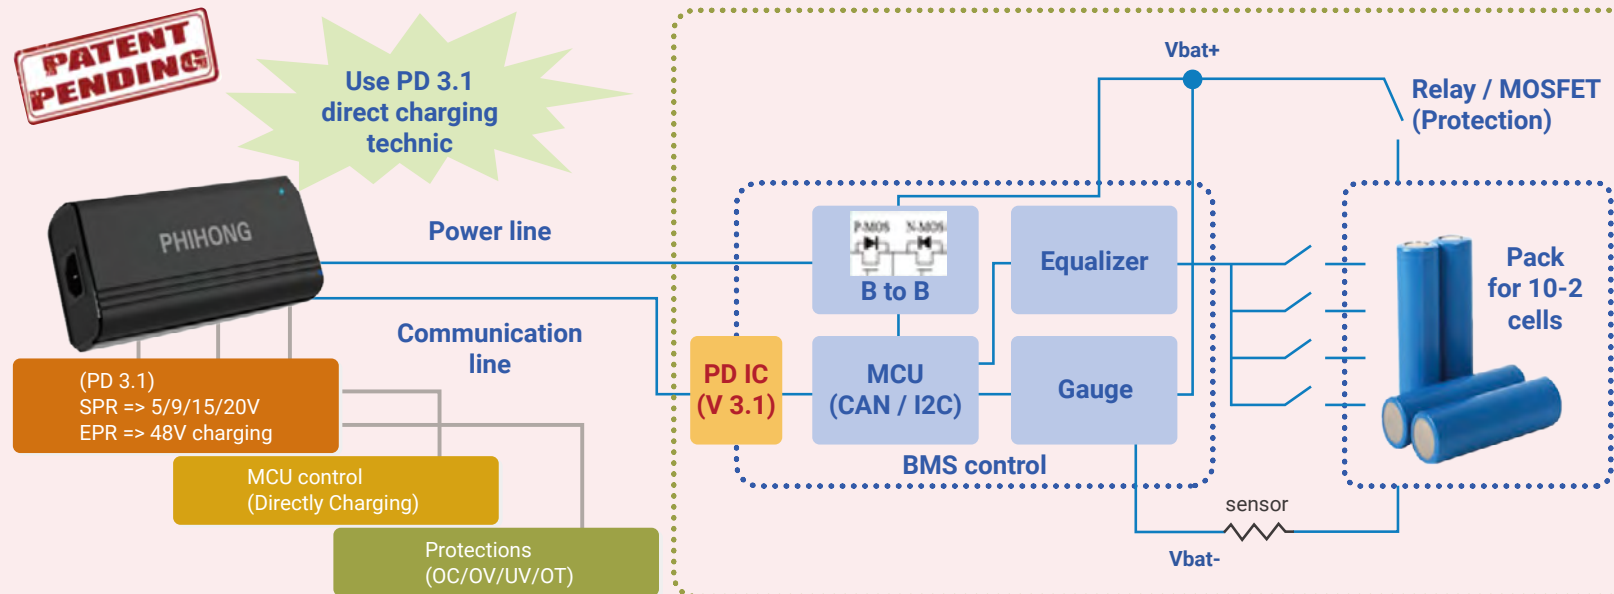 PATENT
PENDING
Use PD 3.1
direct charging
technic
PHIHONG
Power line
Communication
line
(PD 3.1)
SPR => 5/9/15/20V
EPR => 48V charging
MCU control
(Directly Charging)
Protections
(OC/OV/UV/OT)
Vbat+
Relay / MOSFET
(Protection)
P-MOS N-MOS
B to B
Equalizer
PD IC
(V 3.1)
MCU
(CAN / I2C)
Gauge
BMS control
Pack
for 10-2
cells
sensor
Vbat-